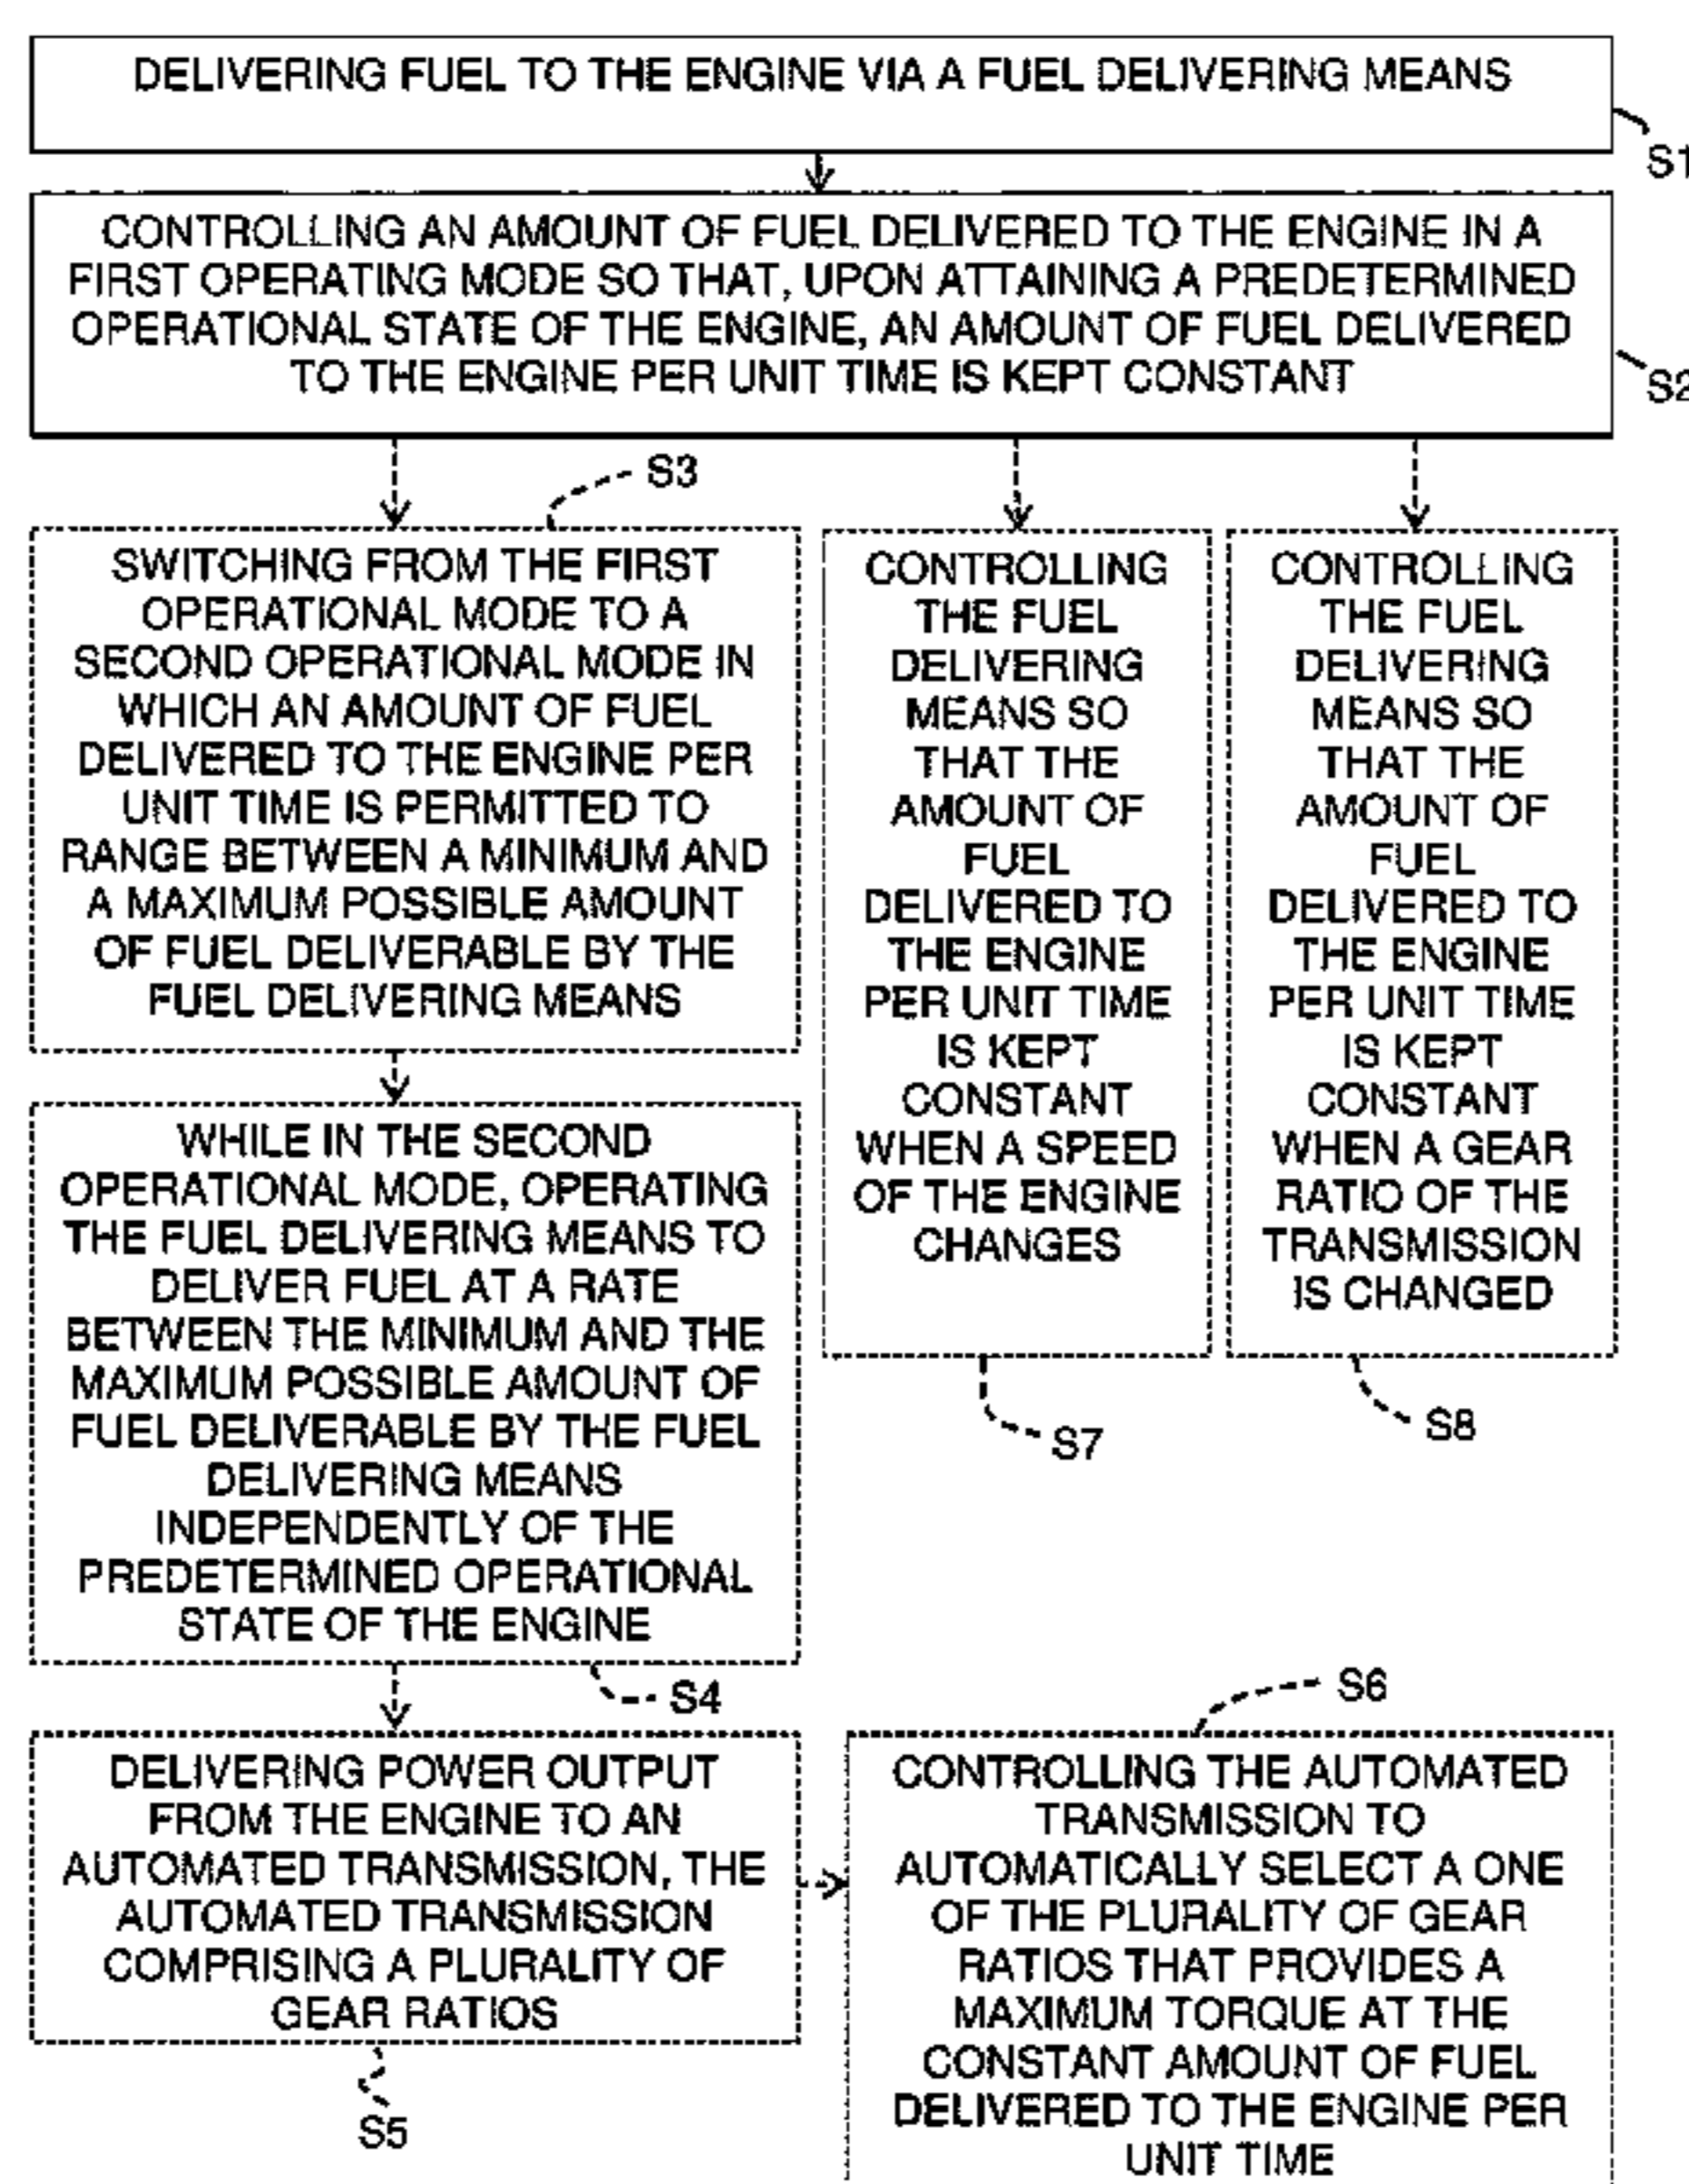 DELIVERING FUEL TO THE ENGINE VIA A FUEL DELIVERING MEANS
S1
CONTROLLING AN AMOUNT OF FUEL DELIVERED TO THE ENGINE IN A
FIRST OPERATING MODE SO THAT, UPON ATTAINING A PREDETERMINED
OPERATIONAL STATE OF THE ENGINE, AN AMOUNT OF FUEL DELIVERED
TO THE ENGINE PER UNIT TIME IS KEPT CONSTANT
S2
S3
SWITCHING FROM THE FIRST
OPERATIONAL MODE TO A
SECOND OPERATIONAL MODE IN
WHICH AN AMOUNT OF FUEL
DELIVERED TO THE ENGINE PER
UNIT TIME IS PERMITTED TO
RANGE BETWEEN A MINIMUM AND
A MAXIMUM POSSIBLE AMOUNT
OF FUEL DELIVERABLE BY THE
FUEL DELIVERING MEANS
CONTROLLING
THE FUEL
DELIVERING
MEANS SO
THAT THE
AMOUNT OF
FUEL
DELIVERED TO
THE ENGINE
PER UNIT TIME
IS KEPT
CONSTANT
WHEN A SPEED
OF THE ENGINE
CHANGES
S7
CONTROLLING
THE FUEL
DELIVERING
MEANS SO
THAT THE
AMOUNT OF
FUEL
DELIVERED TO
THE ENGINE
PER UNIT TIME
IS KEPT
CONSTANT
WHEN A GEAR
RATIO OF THE
TRANSMISSION
IS CHANGED
S8
WHILE IN THE SECOND
OPERATIONAL MODE, OPERATING
THE FUEL DELIVERING MEANS TO
DELIVER FUEL AT A RATE
BETWEEN THE MINIMUM AND THE
MAXIMUM POSSIBLE AMOUNT OF
FUEL DELIVERABLE BY THE FUEL
DELIVERING MEANS
INDEPENDENTLY OF THE
PREDETERMINED OPERATIONAL
STATE OF THE ENGINE
S4
DELIVERING POWER OUTPUT
FROM THE ENGINE TO AN
AUTOMATED TRANSMISSION, THE
AUTOMATED TRANSMISSION
COMPRISING A PLURALITY OF
GEAR RATIOS
S5
S6
CONTROLLING THE AUTOMATED
TRANSMISSION TO
AUTOMATICALLY SELECT A ONE
OF THE PLURALITY OF GEAR
RATIOS THAT PROVIDES A
MAXIMUM TORQUE AT THE
CONSTANT AMOUNT OF FUEL
DELIVERED TO THE ENGINE PER
UNIT TIME